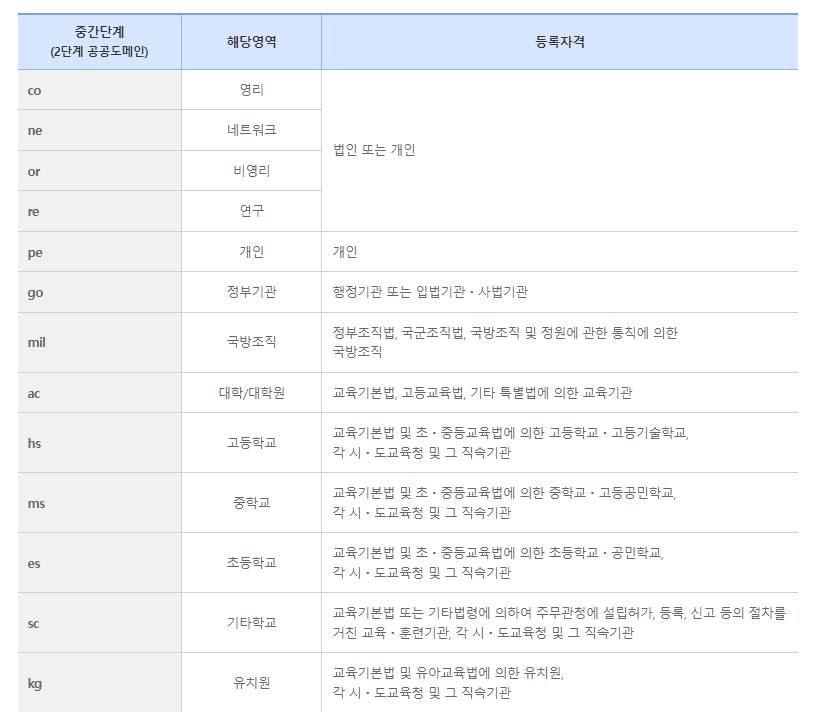 중간단계
(2단계 공공도메인)
해당영역
등록자격
co
영리
법인 또는 개인
ne
네트워크
or
비영리
re
연구
pe
개인
개인
go
정부기관
행정기관 또는 입법기관·사법기관
mil
국방조직
정부조직법, 국군조직법, 국방조직 및 정원에 관한 통칙에 의한
국방조직
ac
대학/대학원
교육기본법, 고등교육법, 기타 특별법에 의한 교육기관
hs
고등학교
교육기본법 및 초·중등교육법에 의한 고등학교·고등기술학교,
각 시·도교육청 및 그 직속기관
ms
중학교
교육기본법 및 초·중등교육법에 의한 중학교·고등공민학교,
각 시·도교육청 및 그 직속기관
es
초등학교
교육기본법 및 초·중등교육법에 의한 초등학교·공민학교,
각 시·도교육청 및 그 직속기관
sc
기타학교
교육기본법 또는 기타법령에 의하여 주무관청에 설립허가, 등록, 신고 등의 절차를
거친 교육·훈련기관, 각 시·도교육청 및 그 직속기관
kg
유치원
교육기본법 및 유아교육법에 의한 유치원,
각 시·도교육청 및 그 직속기관